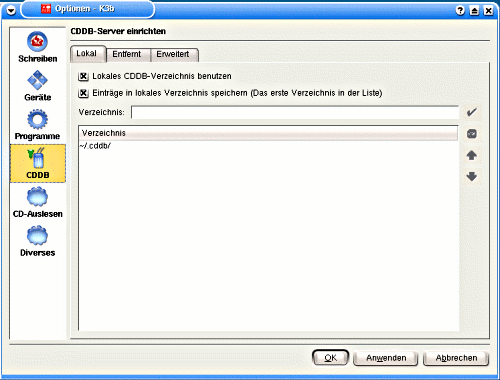 Optionen - K3b
CDDB-Server einrichten
Schreiben
Geräte
Programme
CDDB
CD-Auslesen
Diverses
Lokal
Entfernt
Erweitert
Lokales CDDB-Verzeichnis benutzen
Einträge in lokales Verzeichnis speichern (Das erste Verzeichnis in der Liste)
Verzeichnis:
Verzeichnis
~/.cddb/
OK
Anwenden
Abbrechen